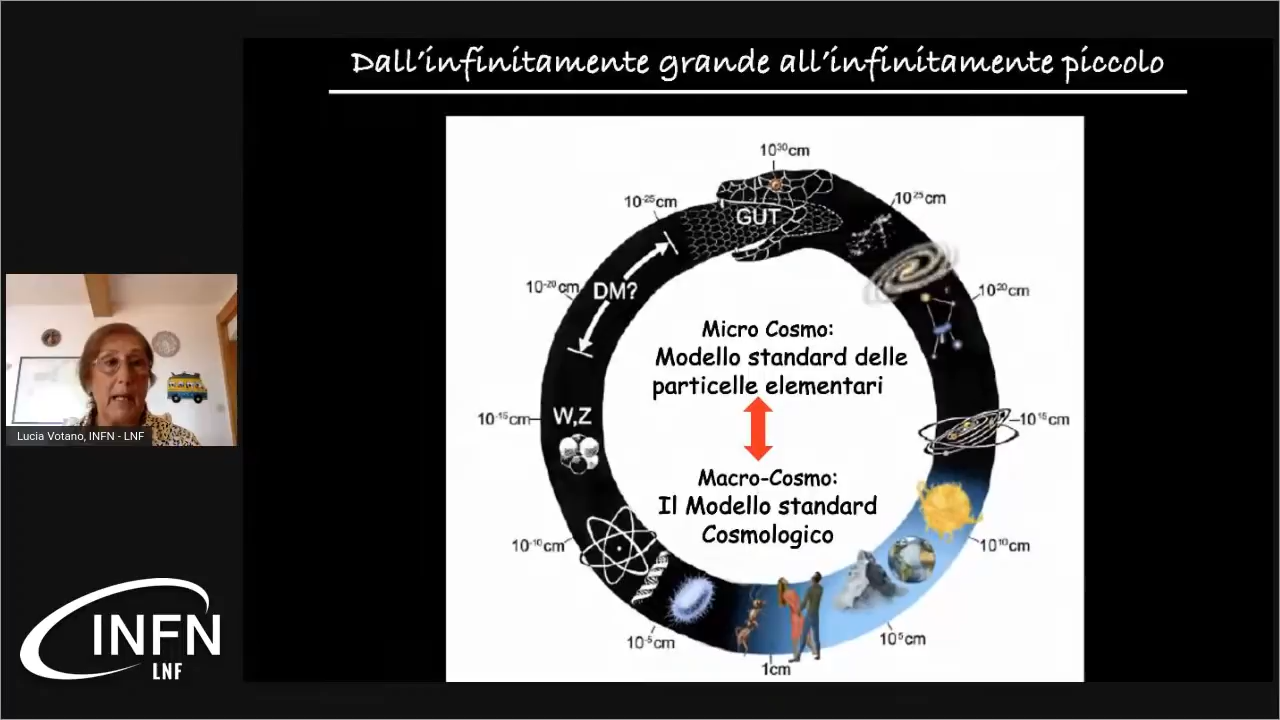 Dall'infinitamente grande all'infinitamente piccolo
10³⁰cm
10⁻²⁵cm
10²⁵cm
GUT
10⁻²⁰cm
DM?
10²⁰cm
Micro Cosmo:
Modello standard delle
particelle elementari
10⁻¹⁵cm
W,Z
10¹⁵cm
Macro-Cosmo:
Il Modello standard
Cosmologico
10⁻¹⁰cm
10¹⁰cm
10⁻⁵cm
10⁵cm
1cm
Lucia Votano, INFN - LNF
INFN
LNF